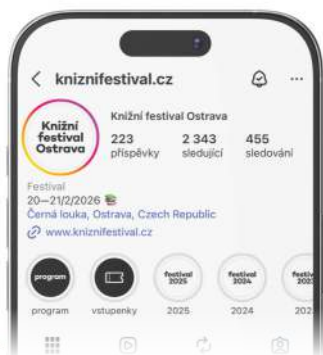 kniznifestival.cz
Knižní
festival
Ostrava
Knižní festival Ostrava
223 2 343 455
příspěvky sledující sledování
Festival
20—21/2/2026
Černá louka, Ostrava, Czech Republic
www.kniznifestival.cz
program
festival
2025
festival
2024
program vstupenky 2025 2024